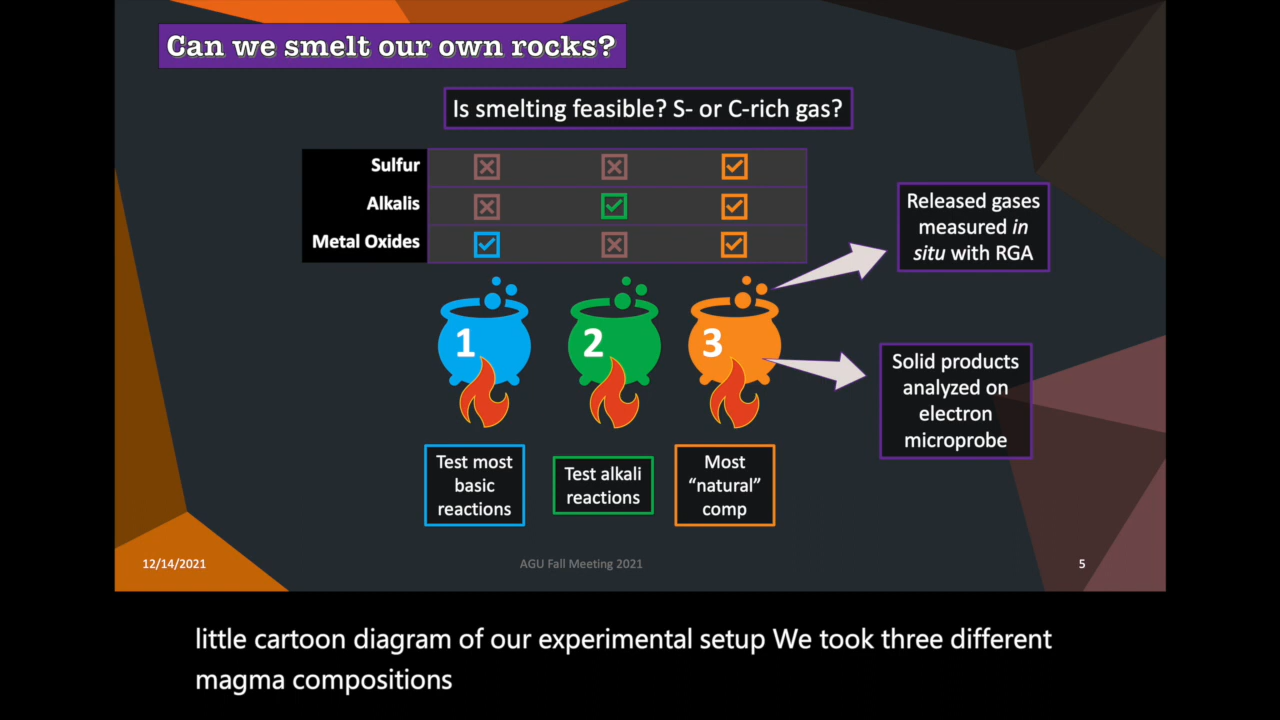 Can we smelt our own rocks?
Is smelting feasible? S- or C-rich gas?
Sulfur
Alkalis
Metal Oxides
1
2
3
Released gases
measured in
situ with RGA
Solid products
analyzed on
electron
microprobe
Test most
basic
reactions
Test alkali
reactions
Most
“natural”
comp
12/14/2021
AGU Fall Meeting 2021
5
little cartoon diagram of our experimental setup We took three different
magma compositions